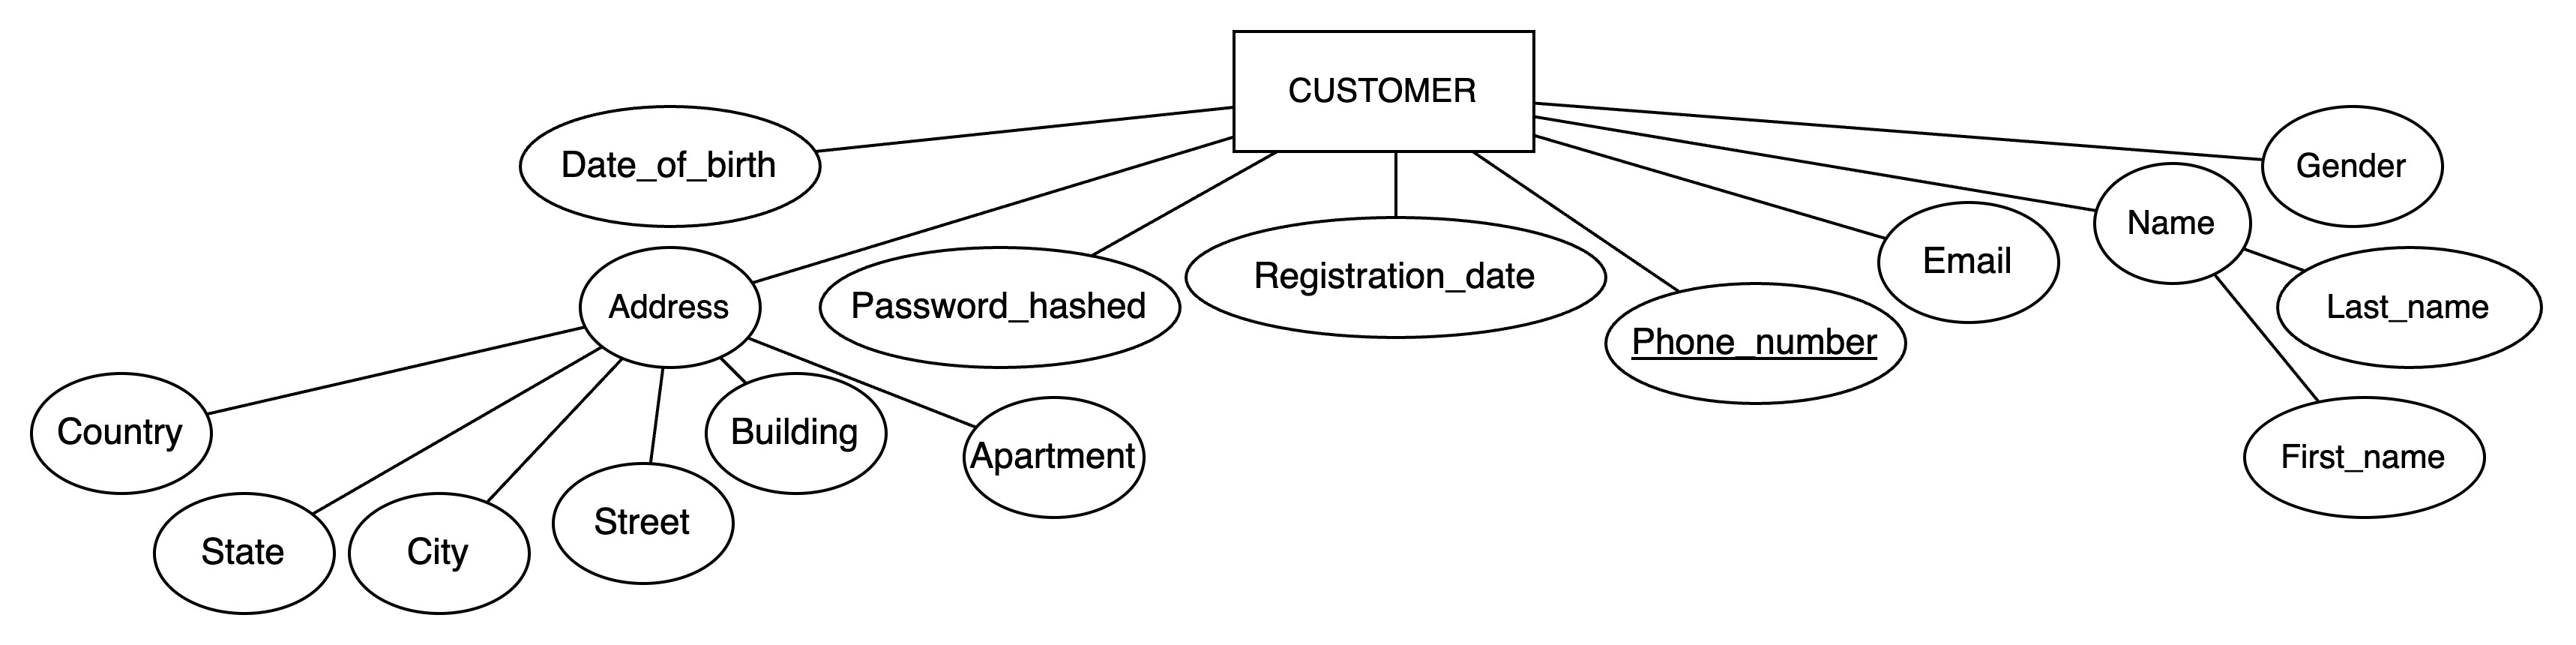 CUSTOMER
Date_of_birth
Gender
Name
Email
Registration_date
Address
Password_hashed
Last_name
Phone_number
Country
Building
Apartment
First_name
Street
State
City